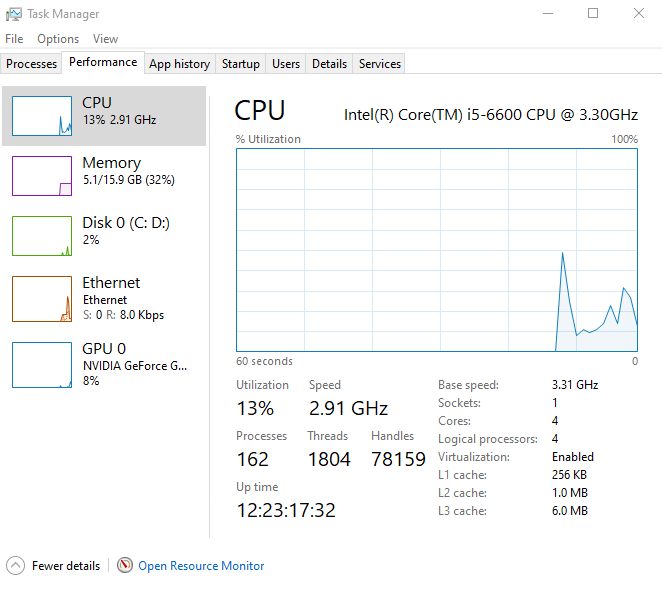 Task Manager
File Options View
Processes Performance App history Startup Users Details Services
CPU
13% 2.91 GHz
Memory
5.1/15.9 GB (32%)
Disk 0 (C: D:)
2%
Ethernet
Ethernet
S: 0 R: 8.0 Kbps
GPU 0
NVIDIA GeForce G...
8%
CPU Intel(R) Core(TM) i5-6600 CPU @ 3.30GHz
% Utilization 100%
60 seconds 0
Utilization Speed
13% 2.91 GHz
Processes Threads Handles
162 1804 78159
Up time
12:23:17:32
Base speed: 3.31 GHz
Sockets: 1
Cores: 4
Logical processors: 4
Virtualization: Enabled
L1 cache: 256 KB
L2 cache: 1.0 MB
L3 cache: 6.0 MB
Fewer details Open Resource Monitor